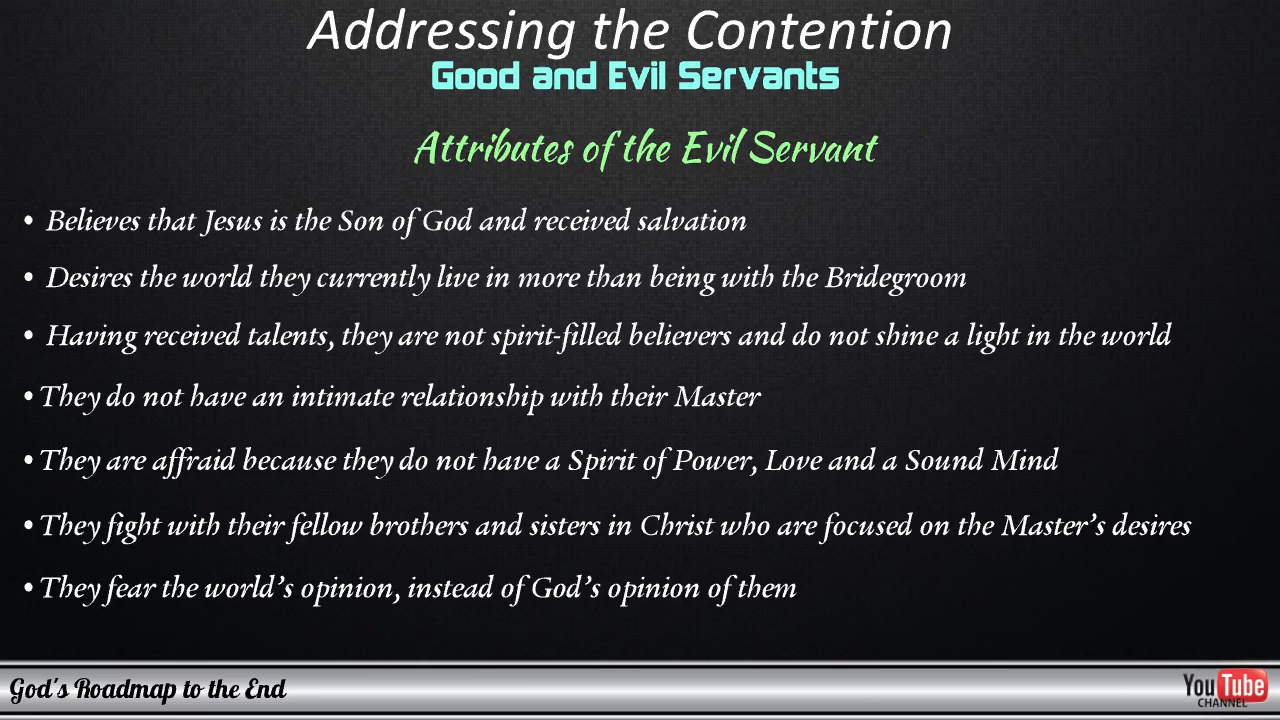 Addressing the Contention
Good and Evil Servants
Attributes of the Evil Servant
• Believes that Jesus is the Son of God and received salvation
• Desires the world they currently live in more than being with the Bridegroom
• Having received talents, they are not spirit-filled believers and do not shine a light in the world
• They do not have an intimate relationship with their Master
• They are affraid because they do not have a Spirit of Power, Love and a Sound Mind
• They fight with their fellow brothers and sisters in Christ who are focused on the Master's desires
• They fear the world's opinion, instead of God's opinion of them
God's Roadmap to the End
YouTube
CHANNEL